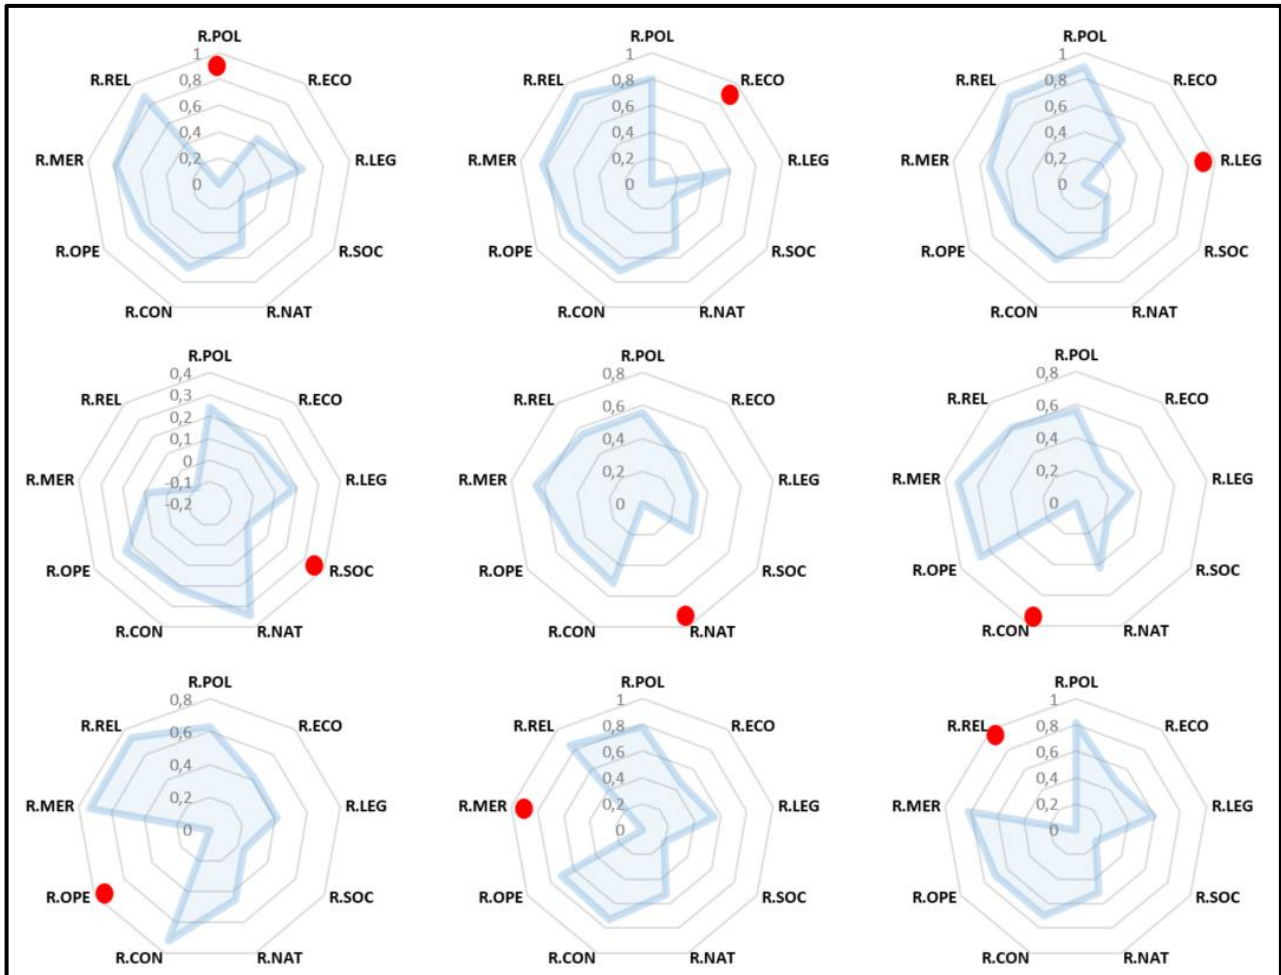 R.POL R.POL R.POL
1 1 1
R.REL R.ECO R.REL R.ECO R.REL R.ECO
0,8 0,8 0,8
0,6 0,6 0,6
0,4 0,4 0,4
R.MER R.LEG R.MER R.LEG R.MER R.LEG
0,2 0,2 0,2
0 0 0
R.OPE R.SOC R.OPE R.SOC R.OPE R.SOC
R.CON R.NAT R.CON R.NAT R.CON R.NAT
R.POL R.POL R.POL
0,4 0,8 0,8
R.REL R.ECO R.REL R.ECO R.REL R.ECO
0,3 0,6 0,6
0,2
0,1 0,4 0,4
0
R.MER R.LEG R.MER R.LEG R.MER R.LEG
-0,1 0,2 0,2
-0,2 0 0
R.OPE R.SOC R.OPE R.SOC R.OPE R.SOC
R.CON R.NAT R.CON R.NAT R.CON R.NAT
R.POL R.POL R.POL
0,8 1 1
R.REL R.ECO R.REL R.ECO R.REL R.ECO
0,6 0,8 0,8
0,6 0,6
0,4 0,4 0,4
R.MER R.LEG R.MER R.LEG R.MER R.LEG
0,2 0,2 0,2
0 0 0
R.OPE R.SOC R.OPE R.SOC R.OPE R.SOC
R.CON R.NAT R.CON R.NAT R.CON R.NAT